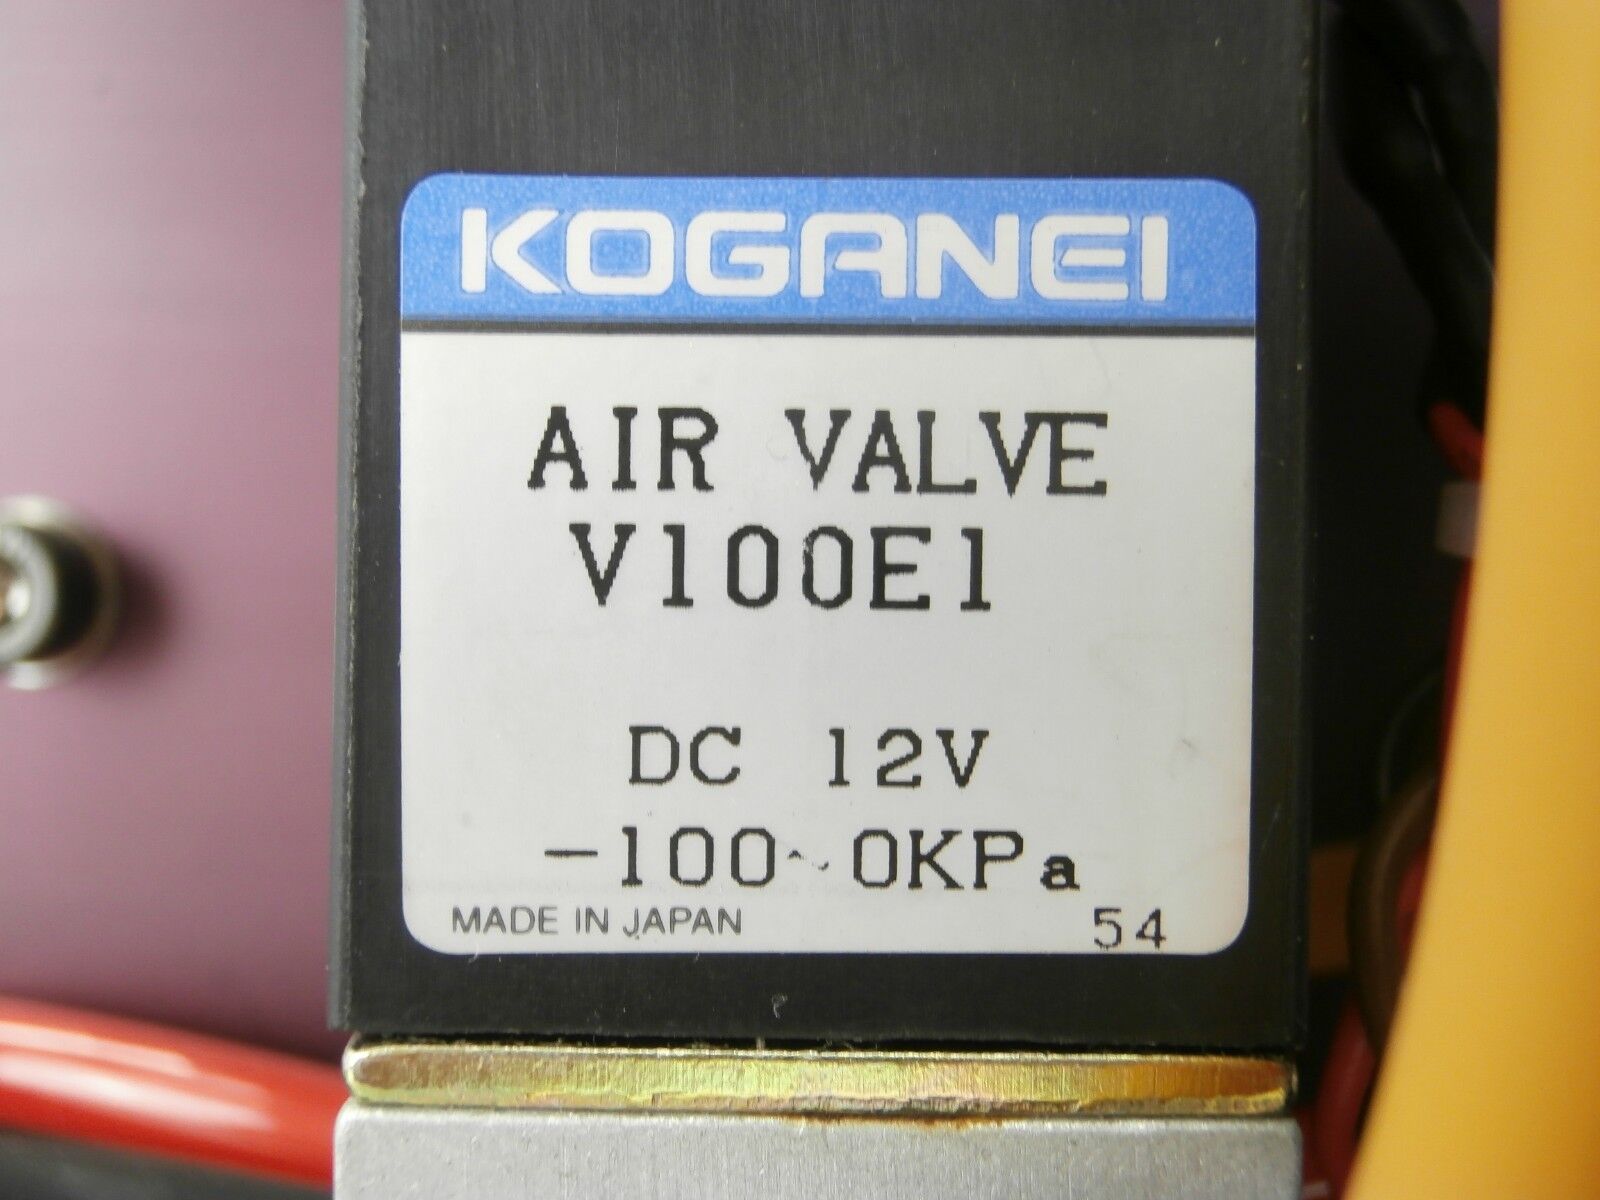 KOGANEI
AIR VALVE
V100E1
DC 12V
-100~0KPa
MADE IN JAPAN 54